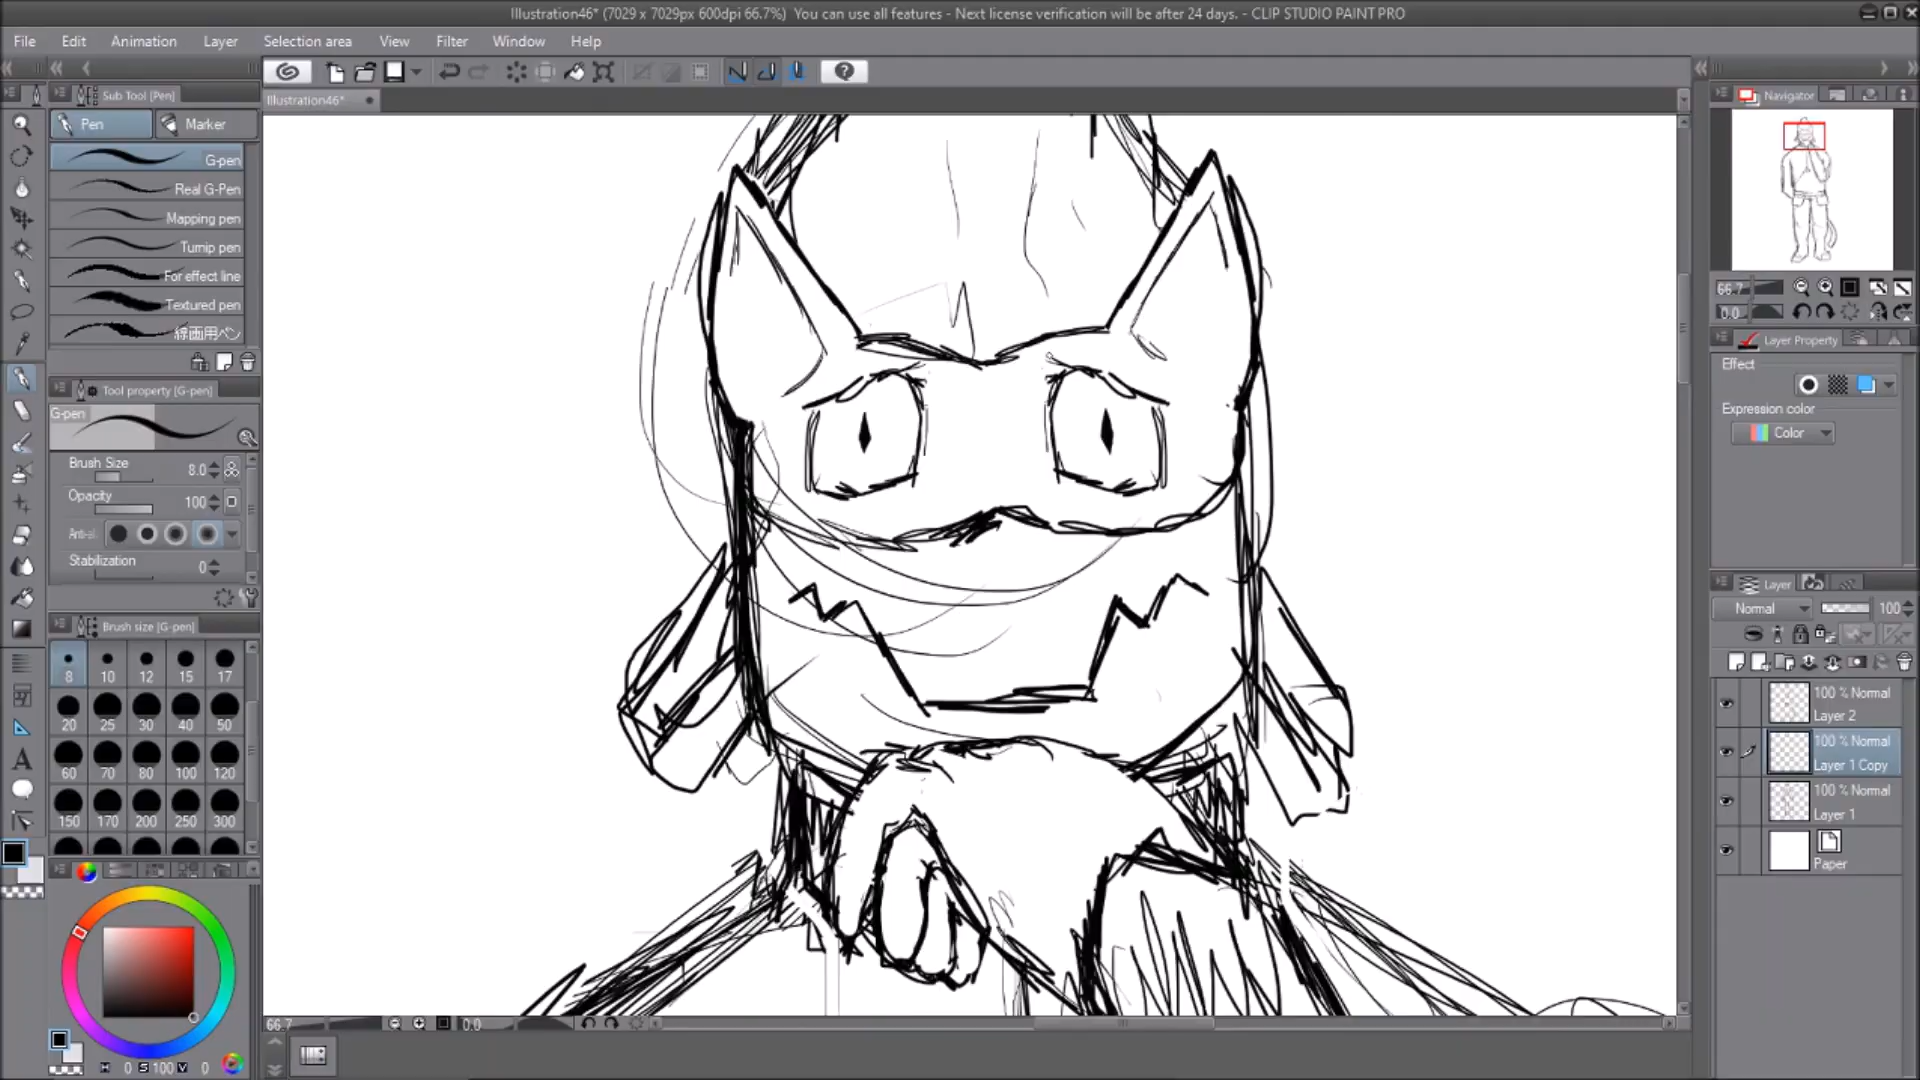 Illustration46* (7029 x 7029px 600dpi 66.7%)  You can use all features - Next license verification will be after 24 days. - CLIP STUDIO PAINT PRO
File Edit Animation Layer Selection area View Filter Window Help
Sub Tool [Pen]
Illustration46*
Navigator
Pen Marker
G-pen
Real G-Pen
Mapping pen
Turnip pen
For effect line
Textured pen
線画用ペン
Tool property [G-pen]
G-pen
Brush Size 8.0
Opacity 100
Anti-al
Stabilization 0
Brush size [G-pen]
8 10 12 15 17
20 25 30 40 50
60 70 80 100 120
150 170 200 250 300
H 0 S 100 V 0
66.7 0.0
66.7
0.0
Layer Property
Effect
Expression color
Color
Layer
Normal 100
100 % Normal
Layer 2
100 % Normal
Layer 1 Copy
100 % Normal
Layer 1
Paper